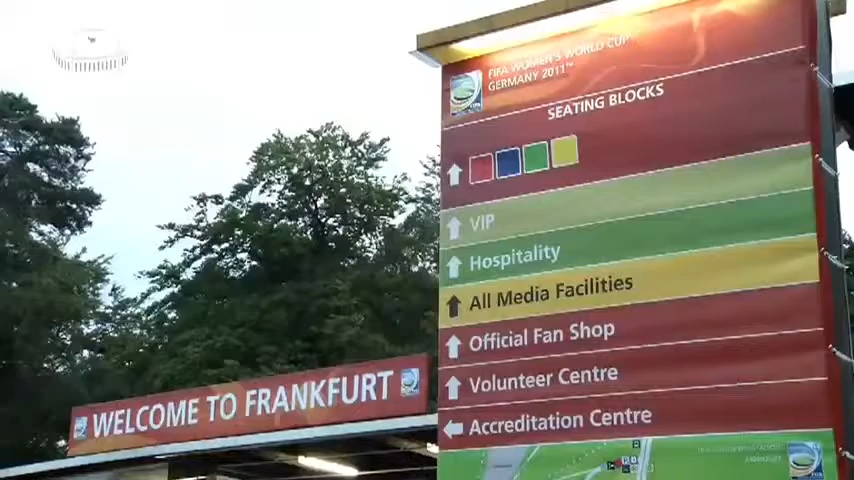 FIFA WOMEN'S WORLD CUP
GERMANY 2011™
SEATING BLOCKS
VIP
Hospitality
All Media Facilities
Official Fan Shop
Volunteer Centre
Accreditation Centre
WELCOME TO FRANKFURT